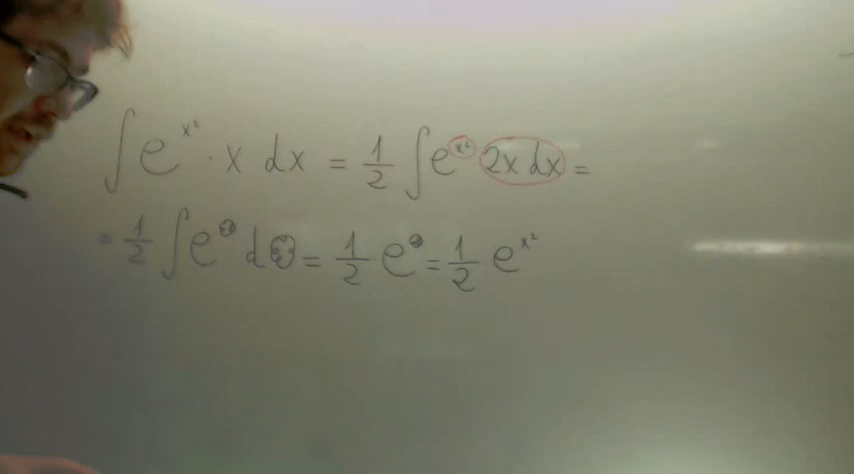 ∫ e^{x²} · x dx = 1/2 ∫ e^{x²} 2x dx =
= 1/2 ∫ e^☺ d☺ = 1/2 e^☺ = 1/2 e^{x²}